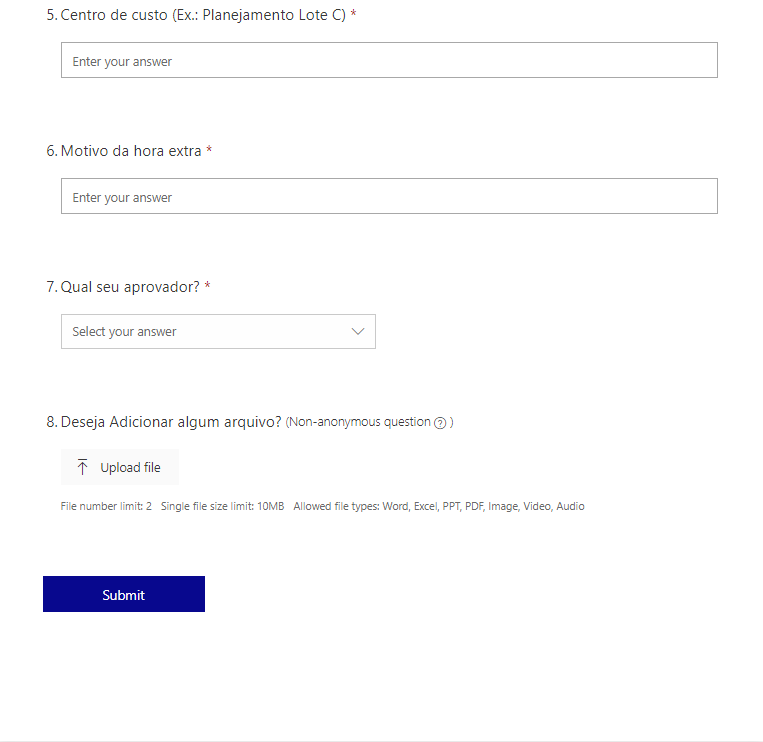 5. Centro de custo (Ex.: Planejamento Lote C) *
Enter your answer
6. Motivo da hora extra *
Enter your answer
7. Qual seu aprovador? *
Select your answer
8. Deseja Adicionar algum arquivo? (Non-anonymous question ? )
Upload file
File number limit: 2 Single file size limit: 10MB Allowed file types: Word, Excel, PPT, PDF, Image, Video, Audio
Submit